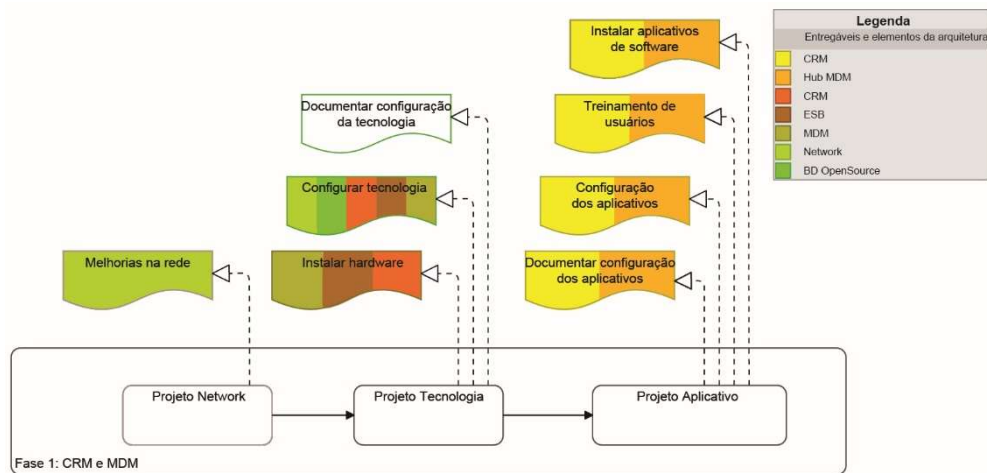 Instalar aplicativos
de software
Documentar configuração
da tecnologia
Treinamento de
usuários
Configurar tecnologia
Configuração
dos aplicativos
Melhorias na rede
Instalar hardware
Documentar configuração
dos aplicativos
Projeto Network
Projeto Tecnologia
Projeto Aplicativo
Fase 1: CRM e MDM
Legenda
Entregáveis e elementos da arquitetura
CRM
Hub MDM
CRM
ESB
MDM
Network
BD OpenSource